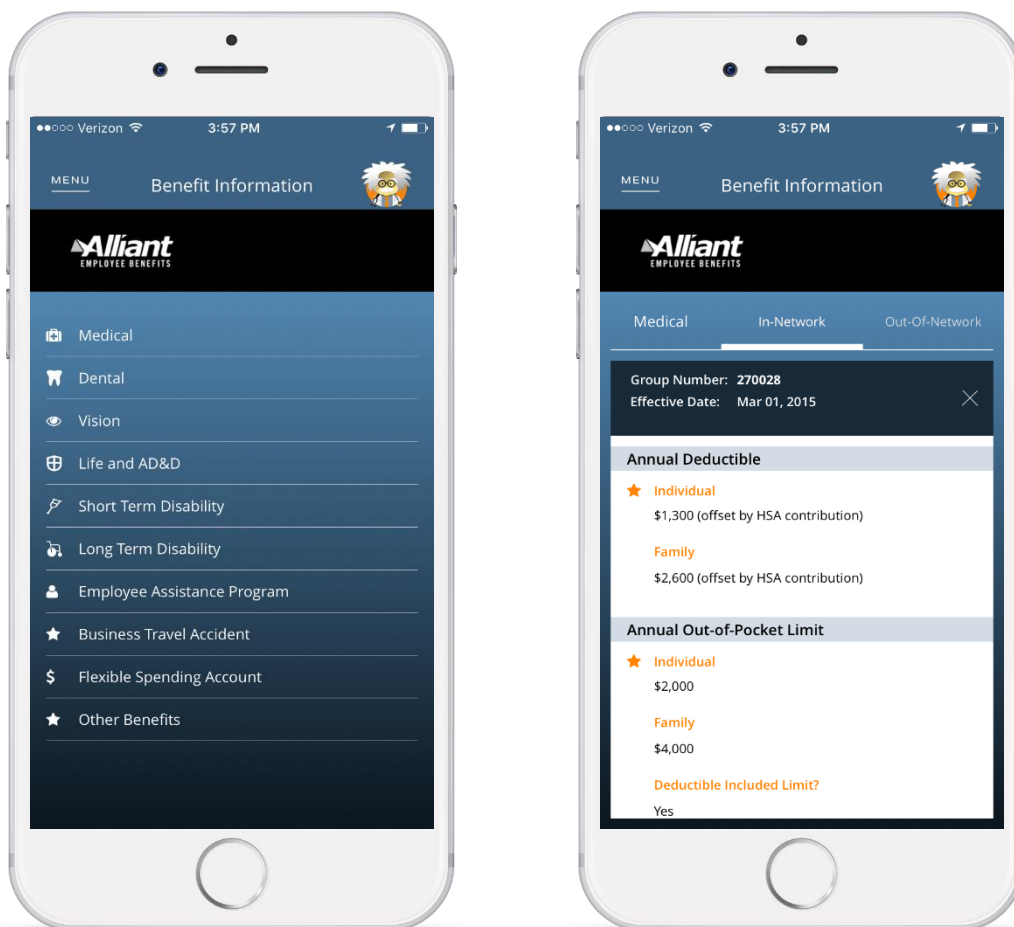 Verizon 3:57 PM
MENU Benefit Information
Alliant
EMPLOYEE BENEFITS
Medical
Dental
Vision
Life and AD&D
Short Term Disability
Long Term Disability
Employee Assistance Program
Business Travel Accident
$ Flexible Spending Account
Other Benefits
Verizon 3:57 PM
MENU Benefit Information
Alliant
EMPLOYEE BENEFITS
Medical In-Network Out-Of-Network
Group Number: 270028
Effective Date: Mar 01, 2015
Annual Deductible
Individual
$1,300 (offset by HSA contribution)
Family
$2,600 (offset by HSA contribution)
Annual Out-of-Pocket Limit
Individual
$2,000
Family
$4,000
Deductible Included Limit?
Yes